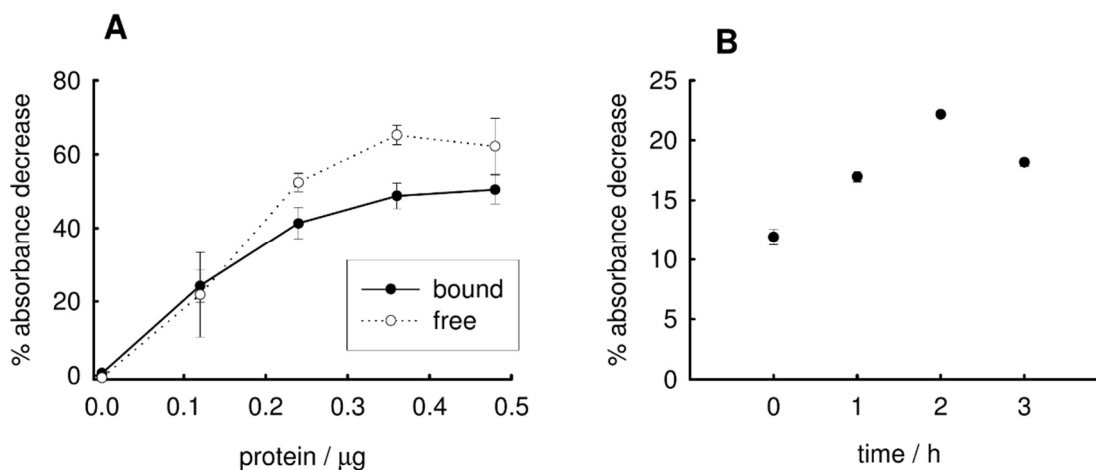 A
% absorbance decrease
80
60
40
20
0
0.0 0.1 0.2 0.3 0.4 0.5
protein / μg
bound
free
B
% absorbance decrease
25
20
15
10
5
0
0 1 2 3
time / h